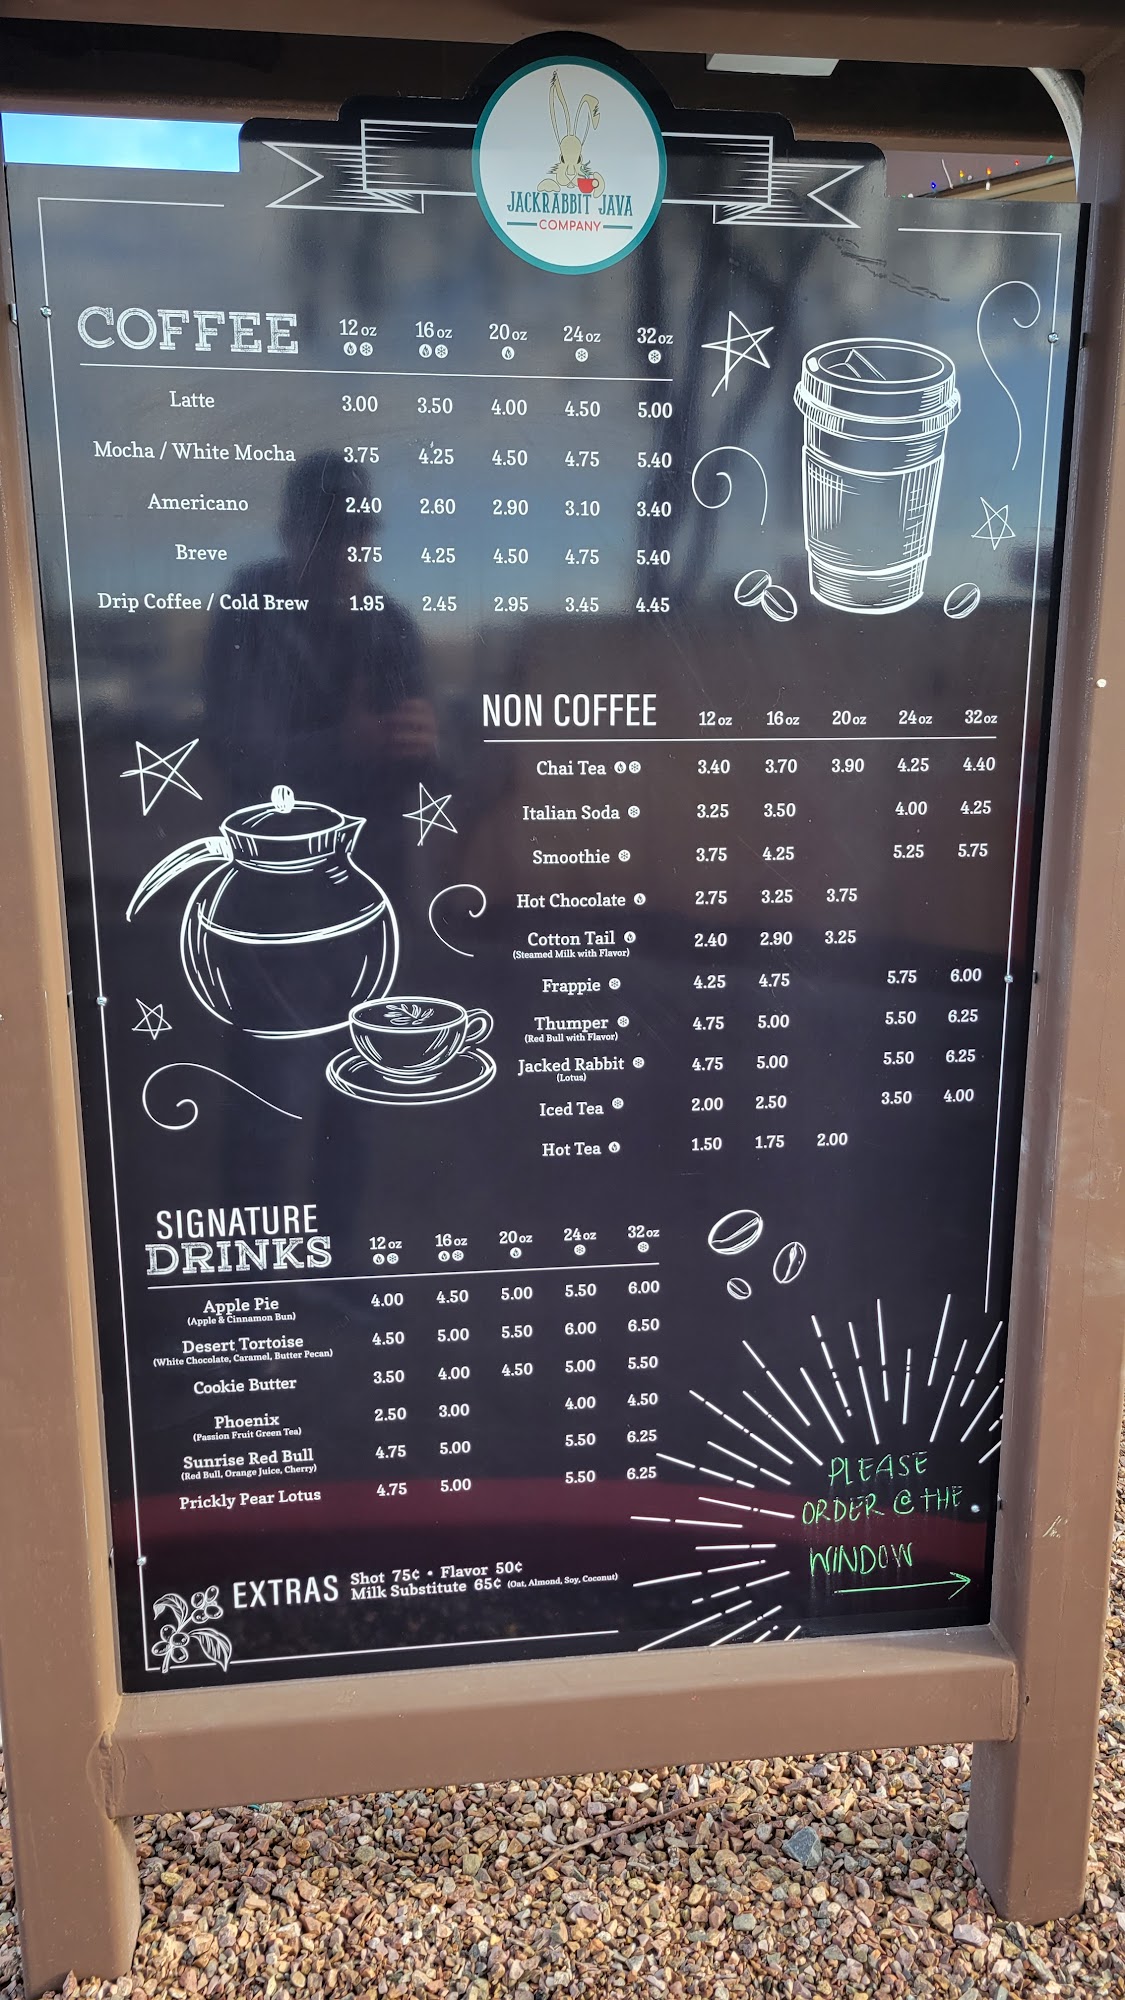 JACKRABBIT JAVA
COMPANY
COFFEE 12 oz 16 oz 20 oz 24 oz 32 oz
Latte 3.00 3.50 4.00 4.50 5.00
Mocha / White Mocha 3.75 4.25 4.50 4.75 5.40
Americano 2.40 2.60 2.90 3.10 3.40
Breve 3.75 4.25 4.50 4.75 5.40
Drip Coffee / Cold Brew 1.95 2.45 2.95 3.45 4.45
NON COFFEE 12 oz 16 oz 20 oz 24 oz 32 oz
Chai Tea 3.40 3.70 3.90 4.25 4.40
Italian Soda 3.25 3.50 4.00 4.25
Smoothie 3.75 4.25 5.25 5.75
Hot Chocolate 2.75 3.25 3.75
Cotton Tail 2.40 2.90 3.25
(Steamed Milk with Flavor)
Frappie 4.25 4.75 5.75 6.00
Thumper 4.75 5.00 5.50 6.25
(Red Bull with Flavor)
Jacked Rabbit 4.75 5.00 5.50 6.25
(Lotus)
Iced Tea 2.00 2.50 3.50 4.00
Hot Tea 1.50 1.75 2.00
SIGNATURE
DRINKS 12 oz 16 oz 20 oz 24 oz 32 oz
Apple Pie 4.00 4.50 5.00 5.50 6.00
(Apple & Cinnamon Bun)
Desert Tortoise 4.50 5.00 5.50 6.00 6.50
(White Chocolate, Caramel, Butter Pecan)
Cookie Butter 3.50 4.00 4.50 5.00 5.50
Phoenix 2.50 3.00 4.00 4.50
(Passion Fruit Green Tea)
Sunrise Red Bull 4.75 5.00 5.50 6.25
(Red Bull, Orange Juice, Cherry)
Prickly Pear Lotus 4.75 5.00 5.50 6.25
EXTRAS Shot 75¢ • Flavor 50¢
Milk Substitute 65¢ (Oat, Almond, Soy, Coconut)
PLEASE
ORDER @ THE
WINDOW